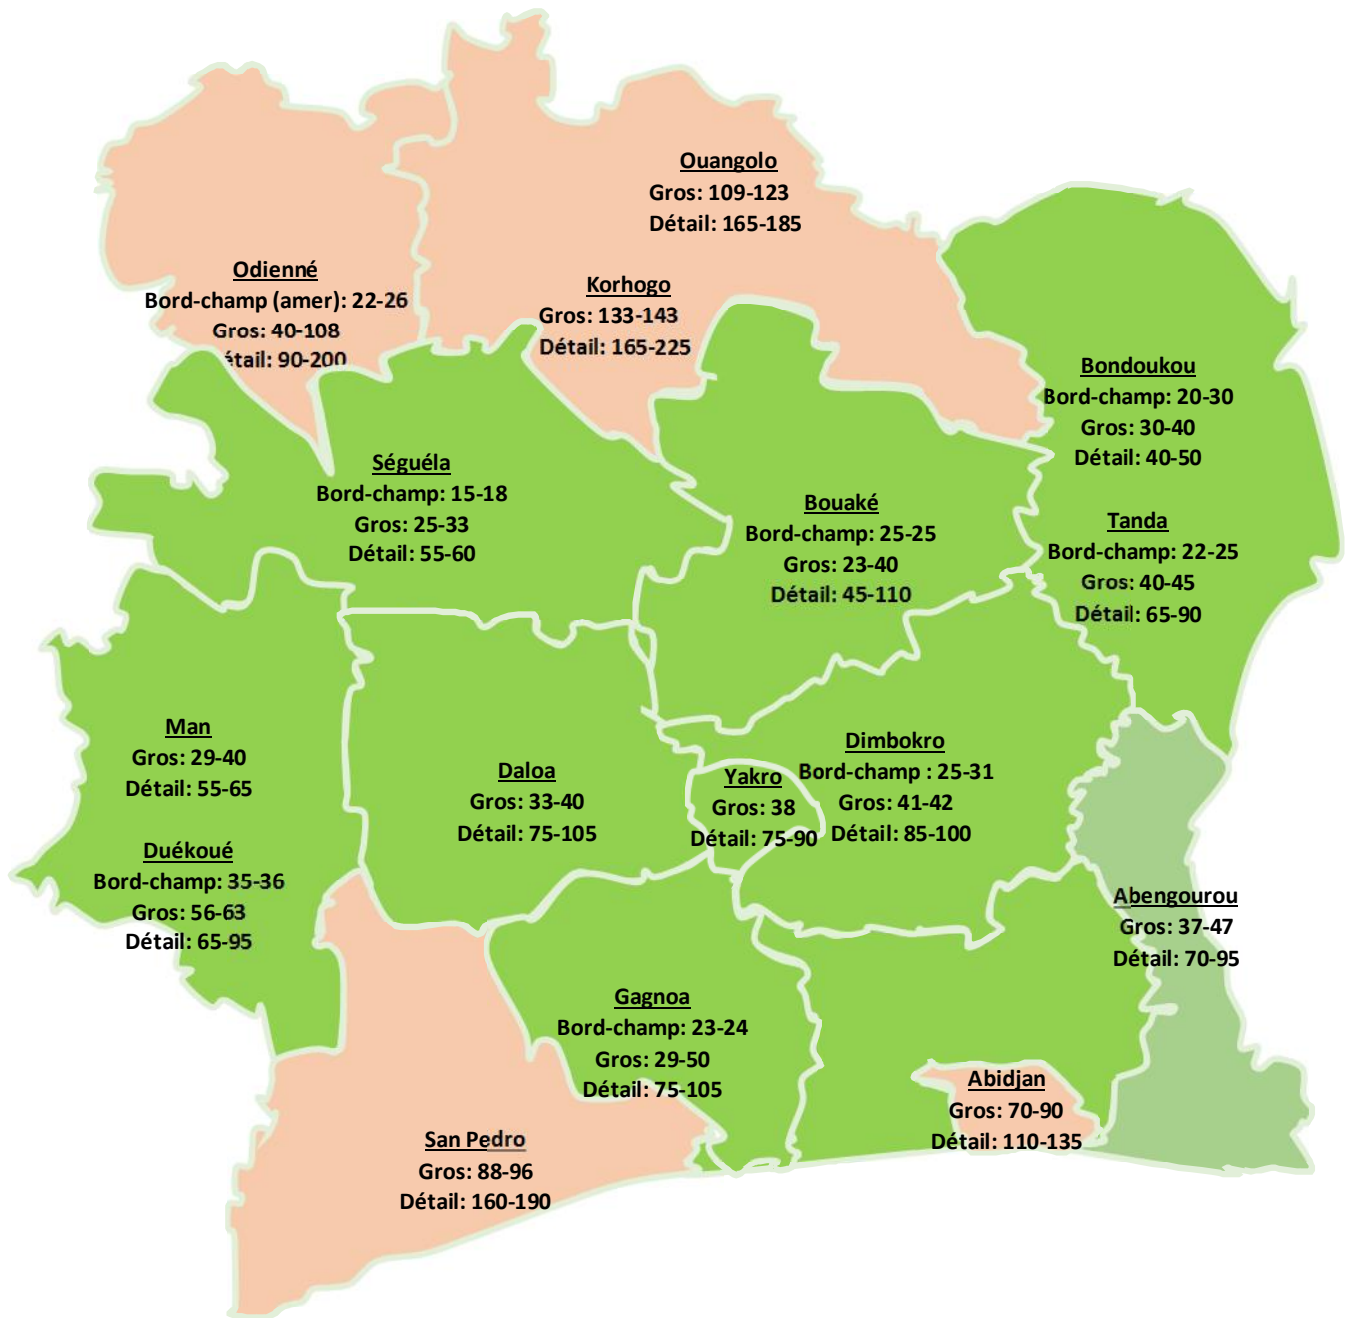 Ouangolo
Gros: 109-123
Détail: 165-185
Odienné
Bord-champ (amer): 22-26
Gros: 40-108
étail: 90-200
Korhogo
Gros: 133-143
Détail: 165-225
Bondoukou
Bord-champ: 20-30
Gros: 30-40
Détail: 40-50
Séguéla
Bord-champ: 15-18
Gros: 25-33
Détail: 55-60
Bouaké
Bord-champ: 25-25
Gros: 23-40
Détail: 45-110
Tanda
Bord-champ: 22-25
Gros: 40-45
Détail: 65-90
Man
Gros: 29-40
Détail: 55-65
Daloa
Gros: 33-40
Détail: 75-105
Yakro
Gros: 38
Détail: 75-90
Dimbokro
Bord-champ : 25-31
Gros: 41-42
Détail: 85-100
Duékoué
Bord-champ: 35-36
Gros: 56-63
Détail: 65-95
Abengourou
Gros: 37-47
Détail: 70-95
Gagnoa
Bord-champ: 23-24
Gros: 29-50
Détail: 75-105
Abidjan
Gros: 70-90
Détail: 110-135
San Pedro
Gros: 88-96
Détail: 160-190